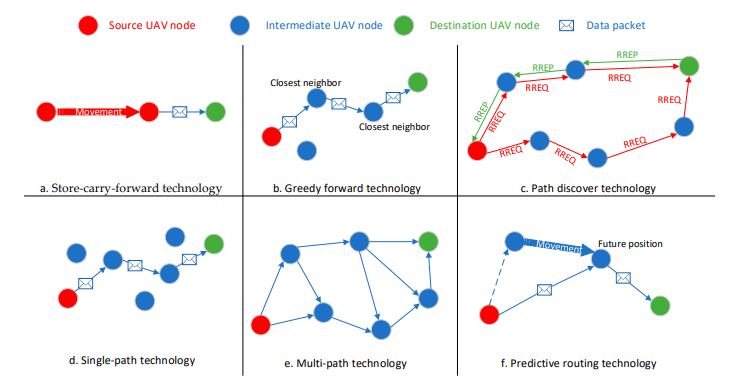 Source UAV node Intermediate UAV node Destination UAV node Data packet
Movement
a. Store-carry-forward technology
Closest neighbor
Closest neighbor
b. Greedy forward technology
RREP
RREP
RREQ
RREQ
RREP
RREQ
RREQ
RREQ
RREQ
RREQ
c. Path discover technology
d. Single-path technology
e. Multi-path technology
Movement
Future position
f. Predictive routing technology